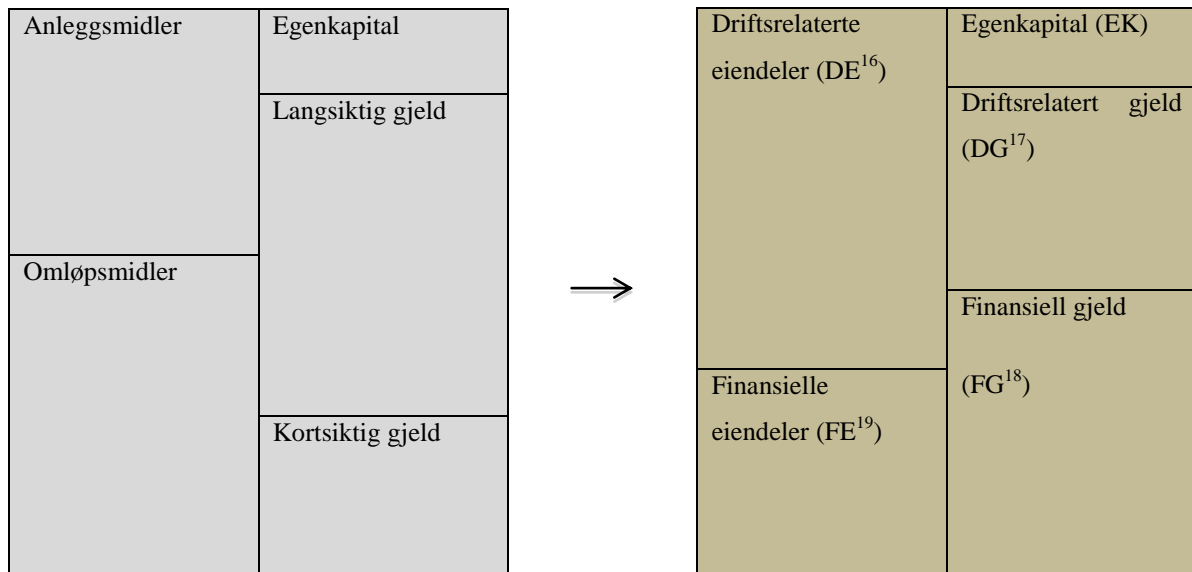 Anleggsmidler
Egenkapital
Langsiktig gjeld
Omløpsmidler
Kortsiktig gjeld
Driftsrelaterte
eiendeler (DE16)
Egenkapital (EK)
Driftsrelatert gjeld
(DG17)
Finansiell gjeld
(FG18)
Finansielle
eiendeler (FE19)